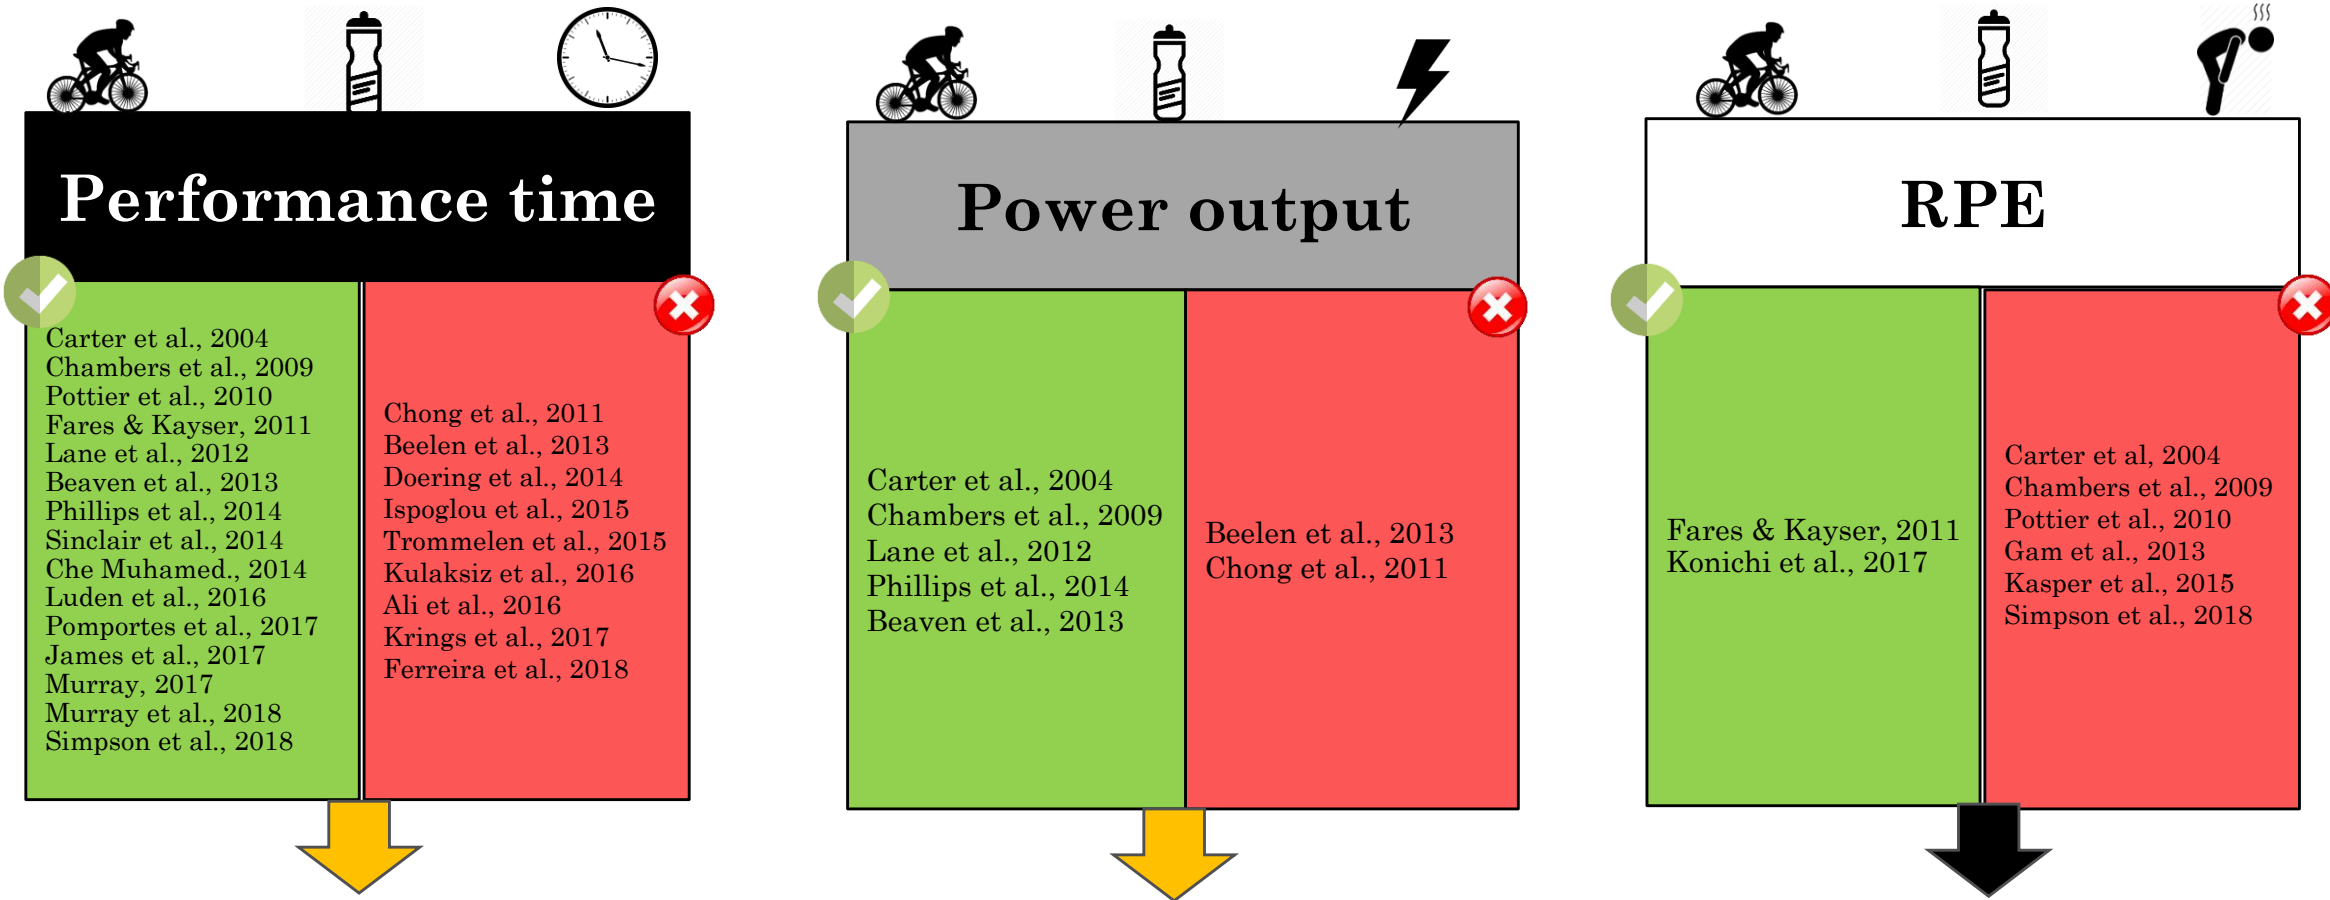 Performance time
Carter et al., 2004
Chambers et al., 2009
Pottier et al., 2010
Fares & Kayser, 2011
Lane et al., 2012
Beaven et al., 2013
Phillips et al., 2014
Sinclair et al., 2014
Che Muhamed., 2014
Luden et al., 2016
Pomportes et al., 2017
James et al., 2017
Murray, 2017
Murray et al., 2018
Simpson et al., 2018
Chong et al., 2011
Beelen et al., 2013
Doering et al., 2014
Ispoglou et al., 2015
Trommelen et al., 2015
Kulaksiz et al., 2016
Ali et al., 2016
Krings et al., 2017
Ferreira et al., 2018
Power output
Carter et al., 2004
Chambers et al., 2009
Lane et al., 2012
Phillips et al., 2014
Beaven et al., 2013
Beelen et al., 2013
Chong et al., 2011
RPE
Fares & Kayser, 2011
Konichi et al., 2017
Carter et al, 2004
Chambers et al., 2009
Pottier et al., 2010
Gam et al., 2013
Kasper et al., 2015
Simpson et al., 2018